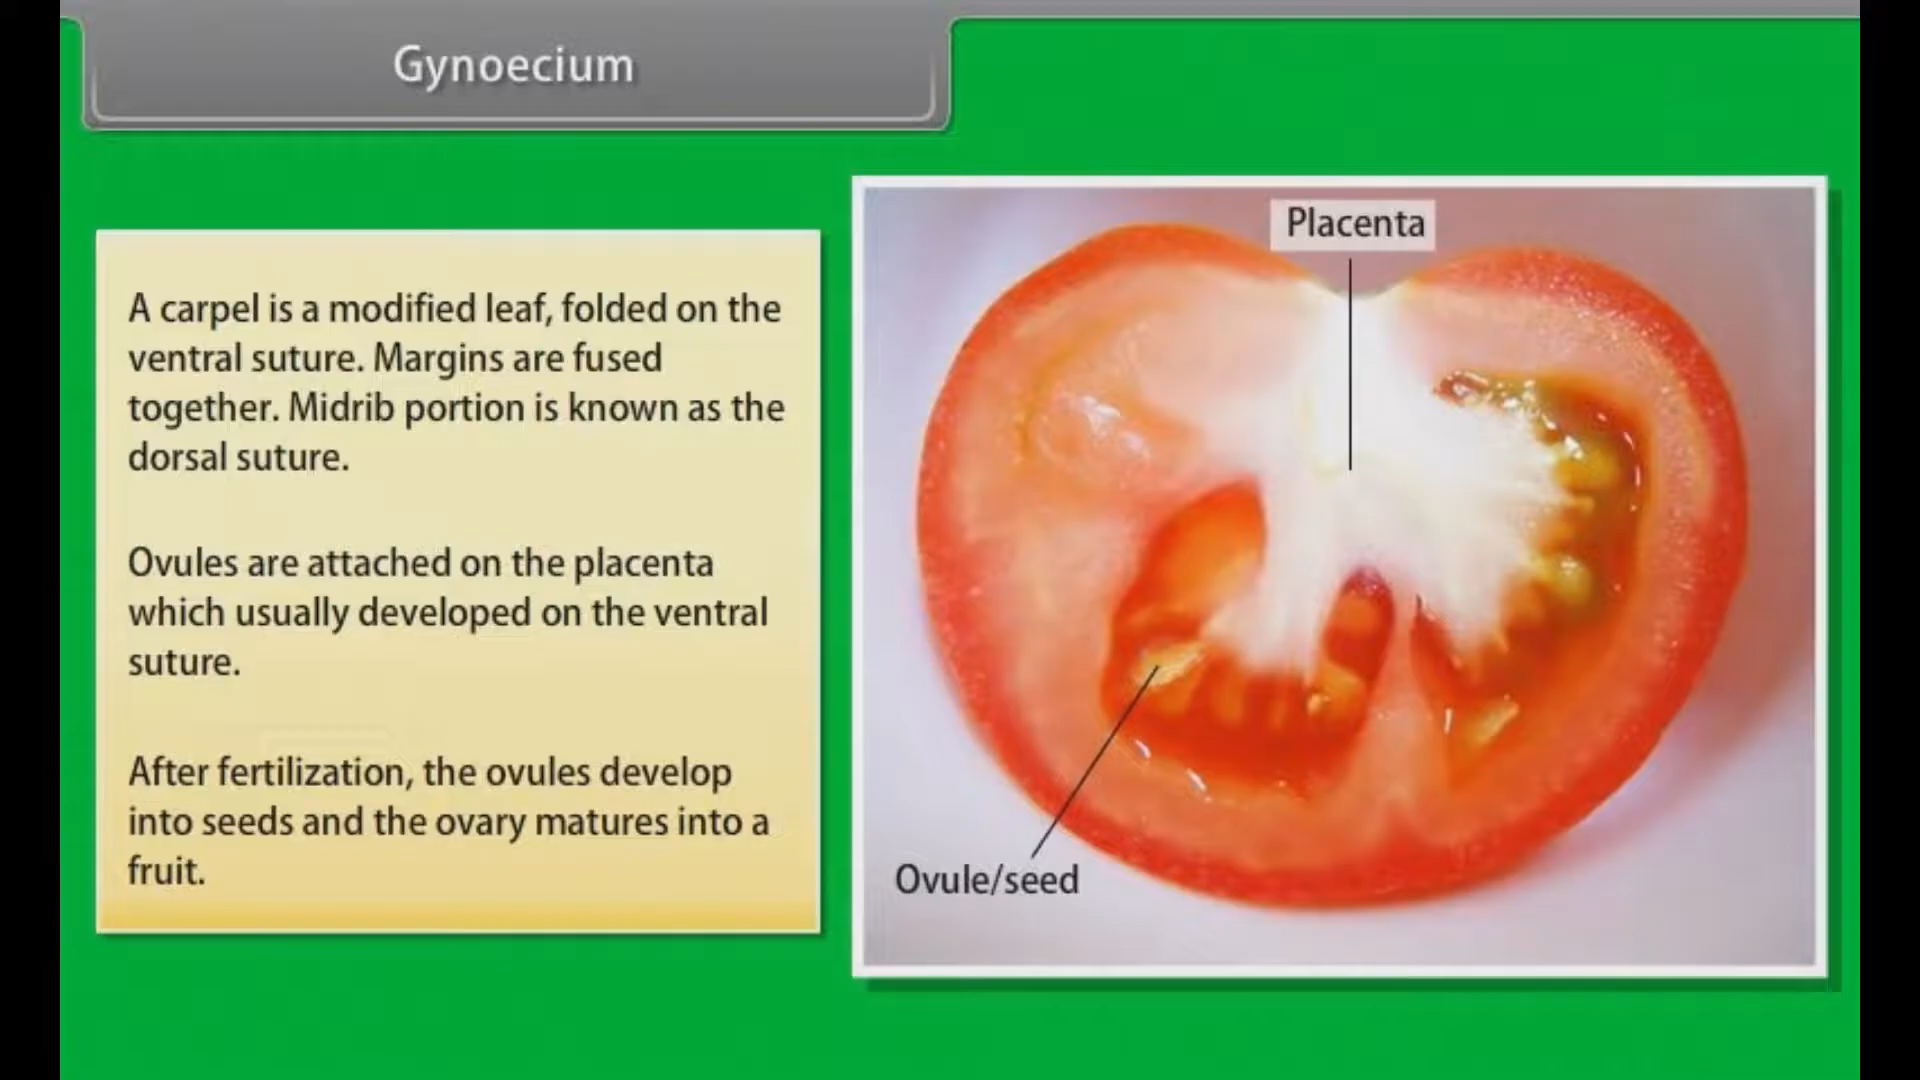 Gynoecium
A carpel is a modified leaf, folded on the
ventral suture. Margins are fused
together. Midrib portion is known as the
dorsal suture.
Ovules are attached on the placenta
which usually developed on the ventral
suture.
After fertilization, the ovules develop
into seeds and the ovary matures into a
fruit.
Placenta
Ovule/seed